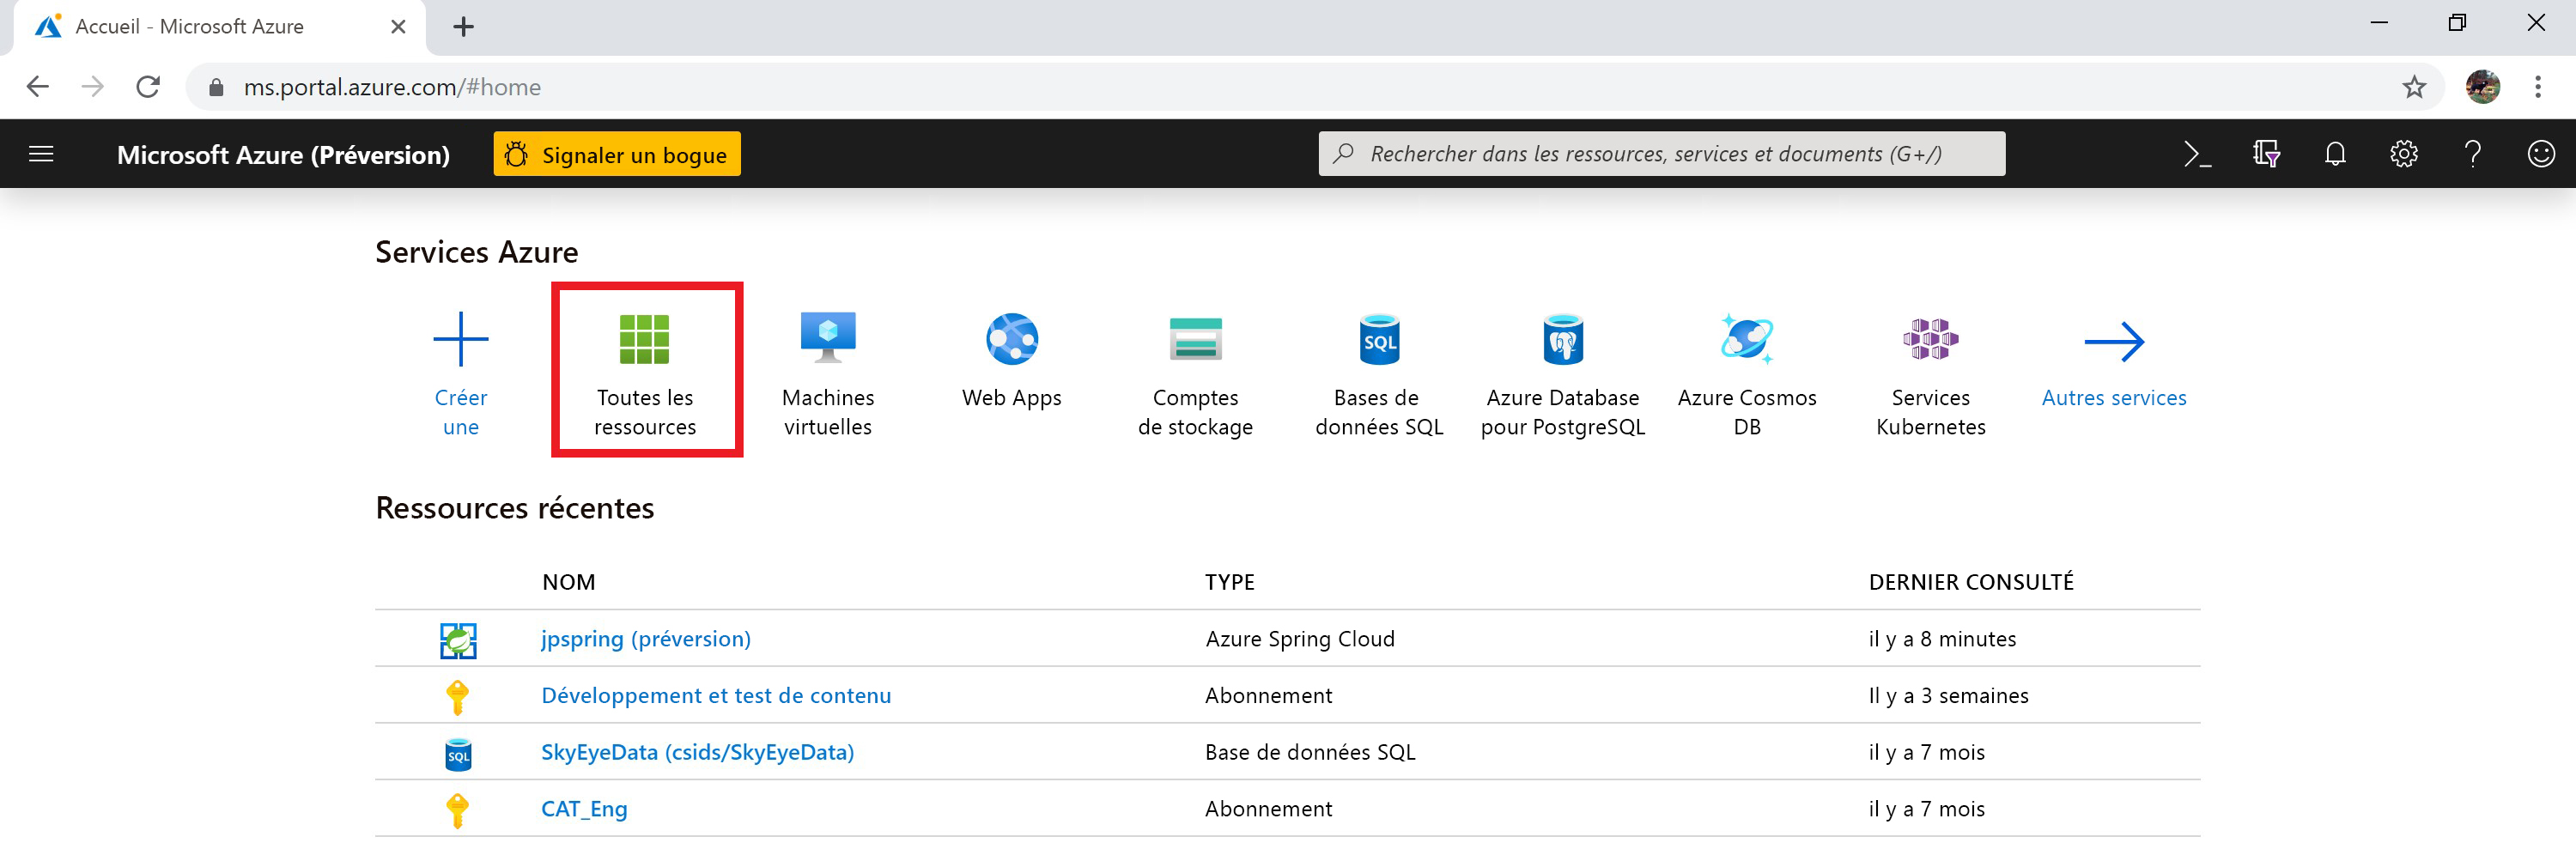 Accueil - Microsoft Azure
ms.portal.azure.com/#home
Microsoft Azure (Préversion)
Signaler un bogue
Rechercher dans les ressources, services et documents (G+/)
Services Azure
Créer
une
Toutes les
ressources
Machines
virtuelles
Web Apps
Comptes
de stockage
SQL
Bases de
données SQL
Azure Database
pour PostgreSQL
Azure Cosmos
DB
Services
Kubernetes
Autres services
Ressources récentes
NOM TYPE DERNIER CONSULTÉ
jpspring (préversion) Azure Spring Cloud il y a 8 minutes
Développement et test de contenu Abonnement Il y a 3 semaines
SQL SkyEyeData (csids/SkyEyeData) Base de données SQL il y a 7 mois
CAT_Eng Abonnement il y a 7 mois